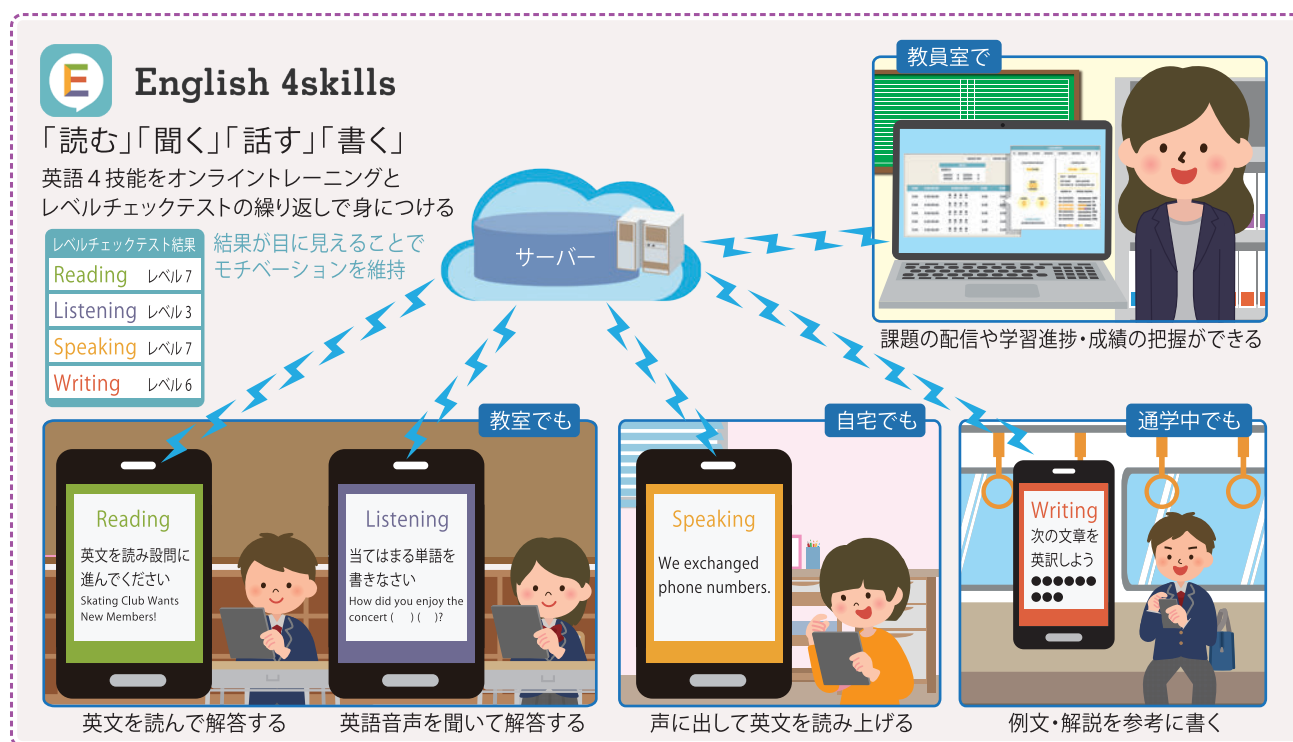 E
English 4skills
「読む」「聞く」「話す」「書く」
英語4技能をオンライントレーニングと
レベルチェックテストの繰り返しで身につける
レベルチェックテスト結果
Reading レベル7
Listening レベル3
Speaking レベル7
Writing レベル6
結果が目に見えることで
モチベーションを維持
サーバー
教員室で
課題の配信や学習進捗・成績の把握ができる
教室でも
Reading
英文を読み設問に
進んでください
Skating Club Wants
New Members!
英文を読んで解答する
Listening
当てはまる単語を
書きなさい
How did you enjoy the
concert (　) (　)?
英語音声を聞いて解答する
自宅でも
Speaking
We exchanged
phone numbers.
声に出して英文を読み上げる
通学中でも
Writing
次の文章を
英訳しよう
●●●●●●
●●●
例文・解説を参考に書く